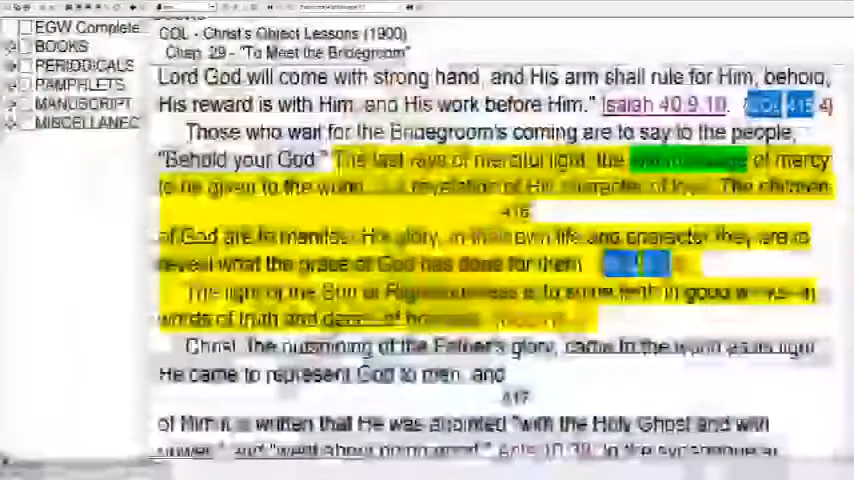 EGW Complete
BOOKS
PERIODICALS
PAMPHLETS
MANUSCRIPT
MISCELLANEC
COL - Christ's Object Lessons (1900)
Chap. 29 - "To Meet the Bridegroom"
Lord God will come with strong hand, and His arm shall rule for Him, behold,
His reward is with Him, and His work before Him." Isaiah 40:9,10. {COL 415.4}
Those who wait for the Bridegroom's coming are to say to the people,
"Behold your God." The last rays of merciful light, the last message of mercy
to be given to the world, is a revelation of His character of love. The children
416
of God are to manifest His glory. In their own life and character they are to
reveal what the grace of God has done for them.
The light of the Sun of Righteousness is to shine forth in good works--in
words of truth and deeds of holiness.
Christ, the outshining of the Father's glory, came to the world as its light.
He came to represent God to men, and
417
of Him it is written that He was anointed "with the Holy Ghost and with
power," and "went about doing good." Acts 10:38. In the synagogue at